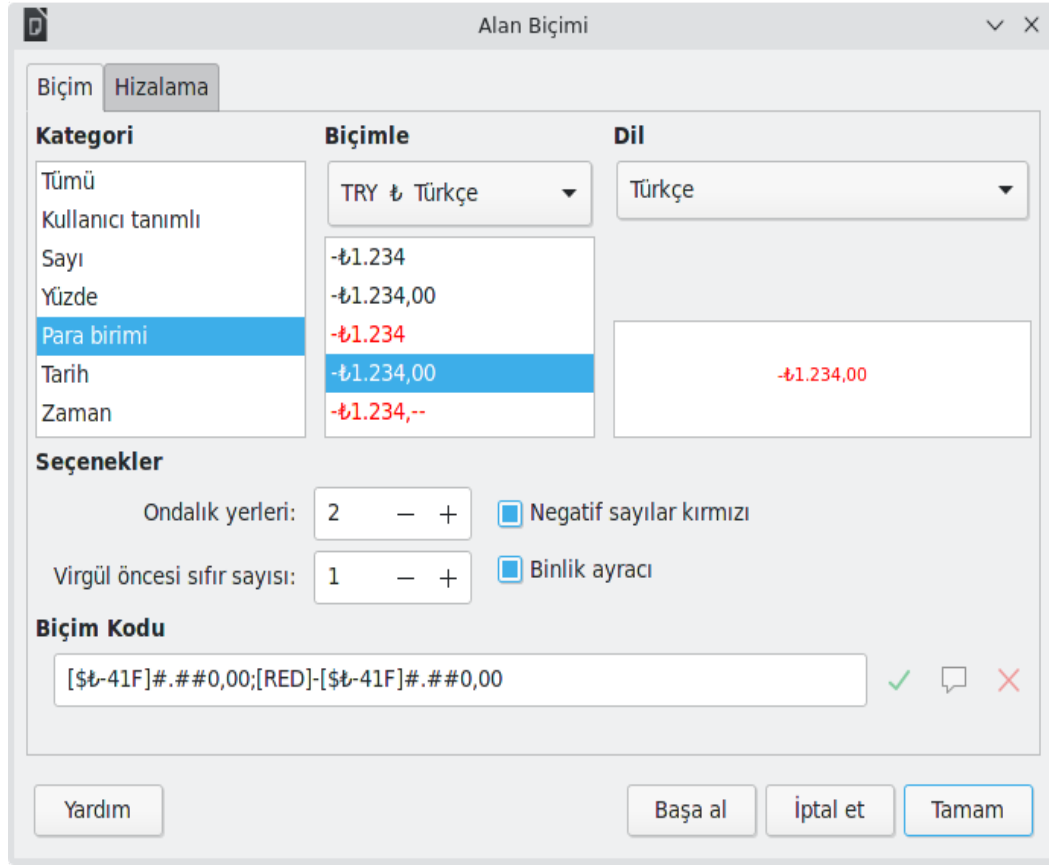 Alan Biçimi
Biçim
Hizalama
Kategori
Tümü
Kullanıcı tanımlı
Sayı
Yüzde
Para birimi
Tarih
Zaman
Biçimle
TRY ₺ Türkçe
-₺1.234
-₺1.234,00
-₺1.234
-₺1.234,00
-₺1.234,--
Dil
Türkçe
-₺1.234,00
Seçenekler
Ondalık yerleri: 2
Negatif sayılar kırmızı
Virgül öncesi sıfır sayısı: 1
Binlik ayracı
Biçim Kodu
[$₺-41F]#.##0,00;[RED]-[$₺-41F]#.##0,00
Yardım
Başa al
İptal et
Tamam